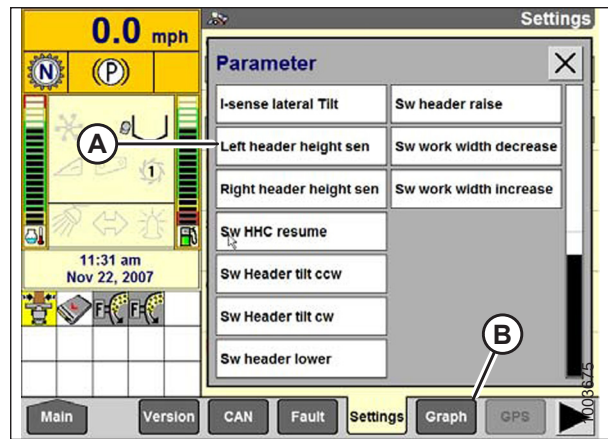 0.0 mph
Settings
N
(P)
Parameter
I-sense lateral Tilt
Sw header raise
A
Left header height sen
Sw work width decrease
1
Right header height sen
Sw work width increase
Sw HHC resume
11:31 am
Nov 22, 2007
Sw Header tilt ccw
F
F
Sw Header tilt cw
B
Sw header lower
1003675
Main
Version
CAN
Fault
Settings
Graph
GPS